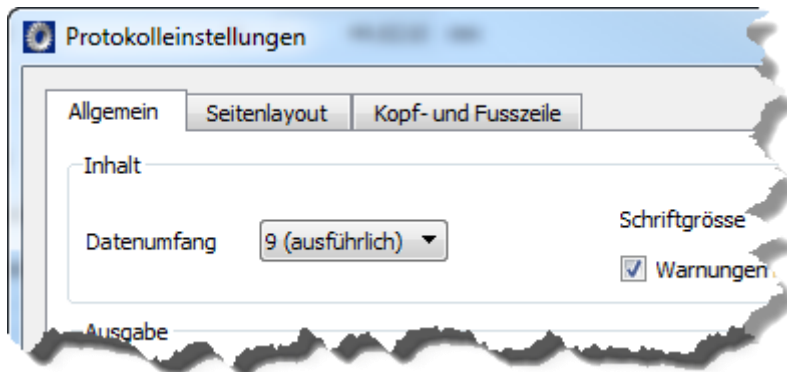 Protokolleinstellungen
Allgemein Seitenlayout Kopf- und Fusszeile
Inhalt
Schriftgrösse
Datenumfang 9 (ausführlich)
Warnungen
Ausgabe